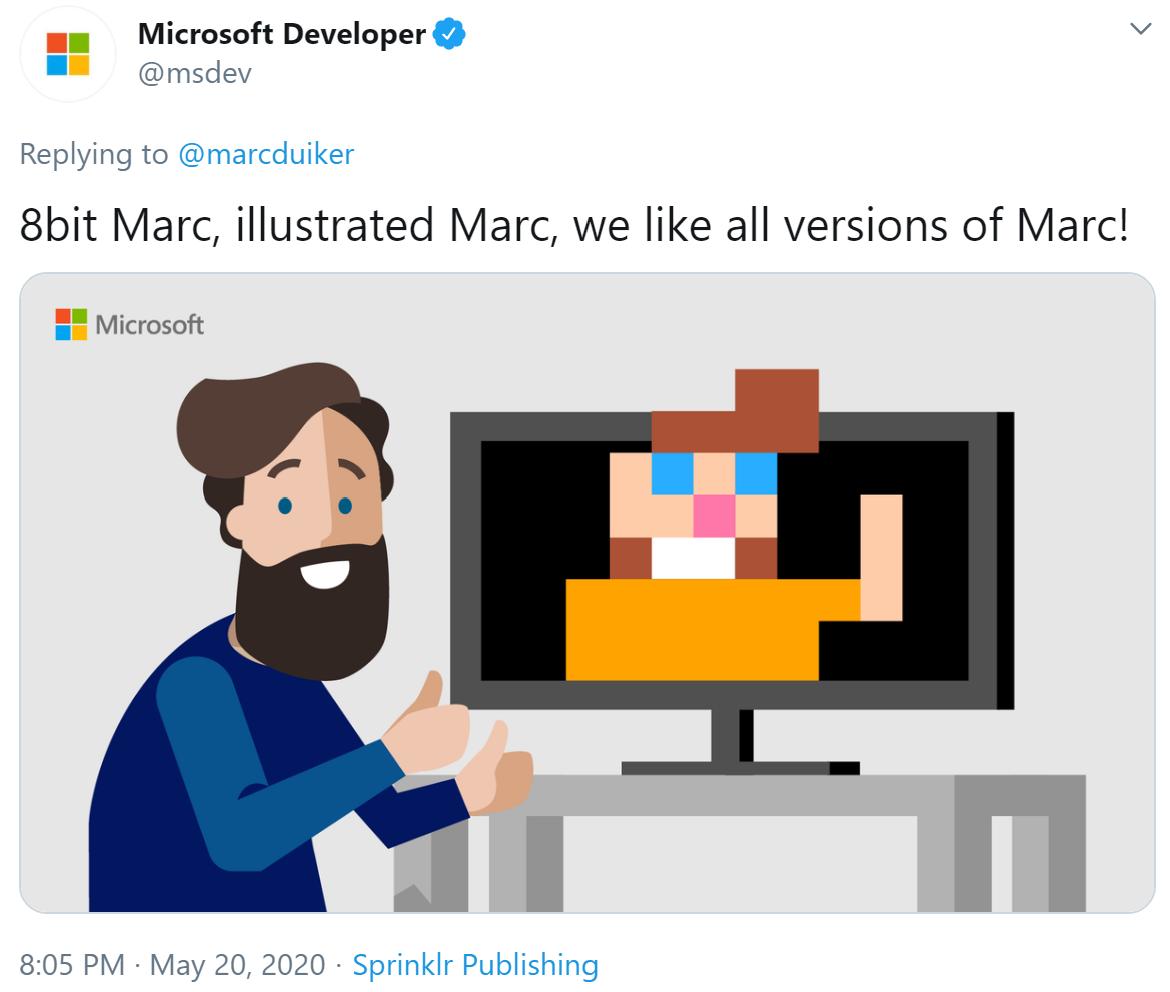 Microsoft Developer
@msdev
Replying to @marcduiker
8bit Marc, illustrated Marc, we like all versions of Marc!
Microsoft
8:05 PM · May 20, 2020 · Sprinklr Publishing